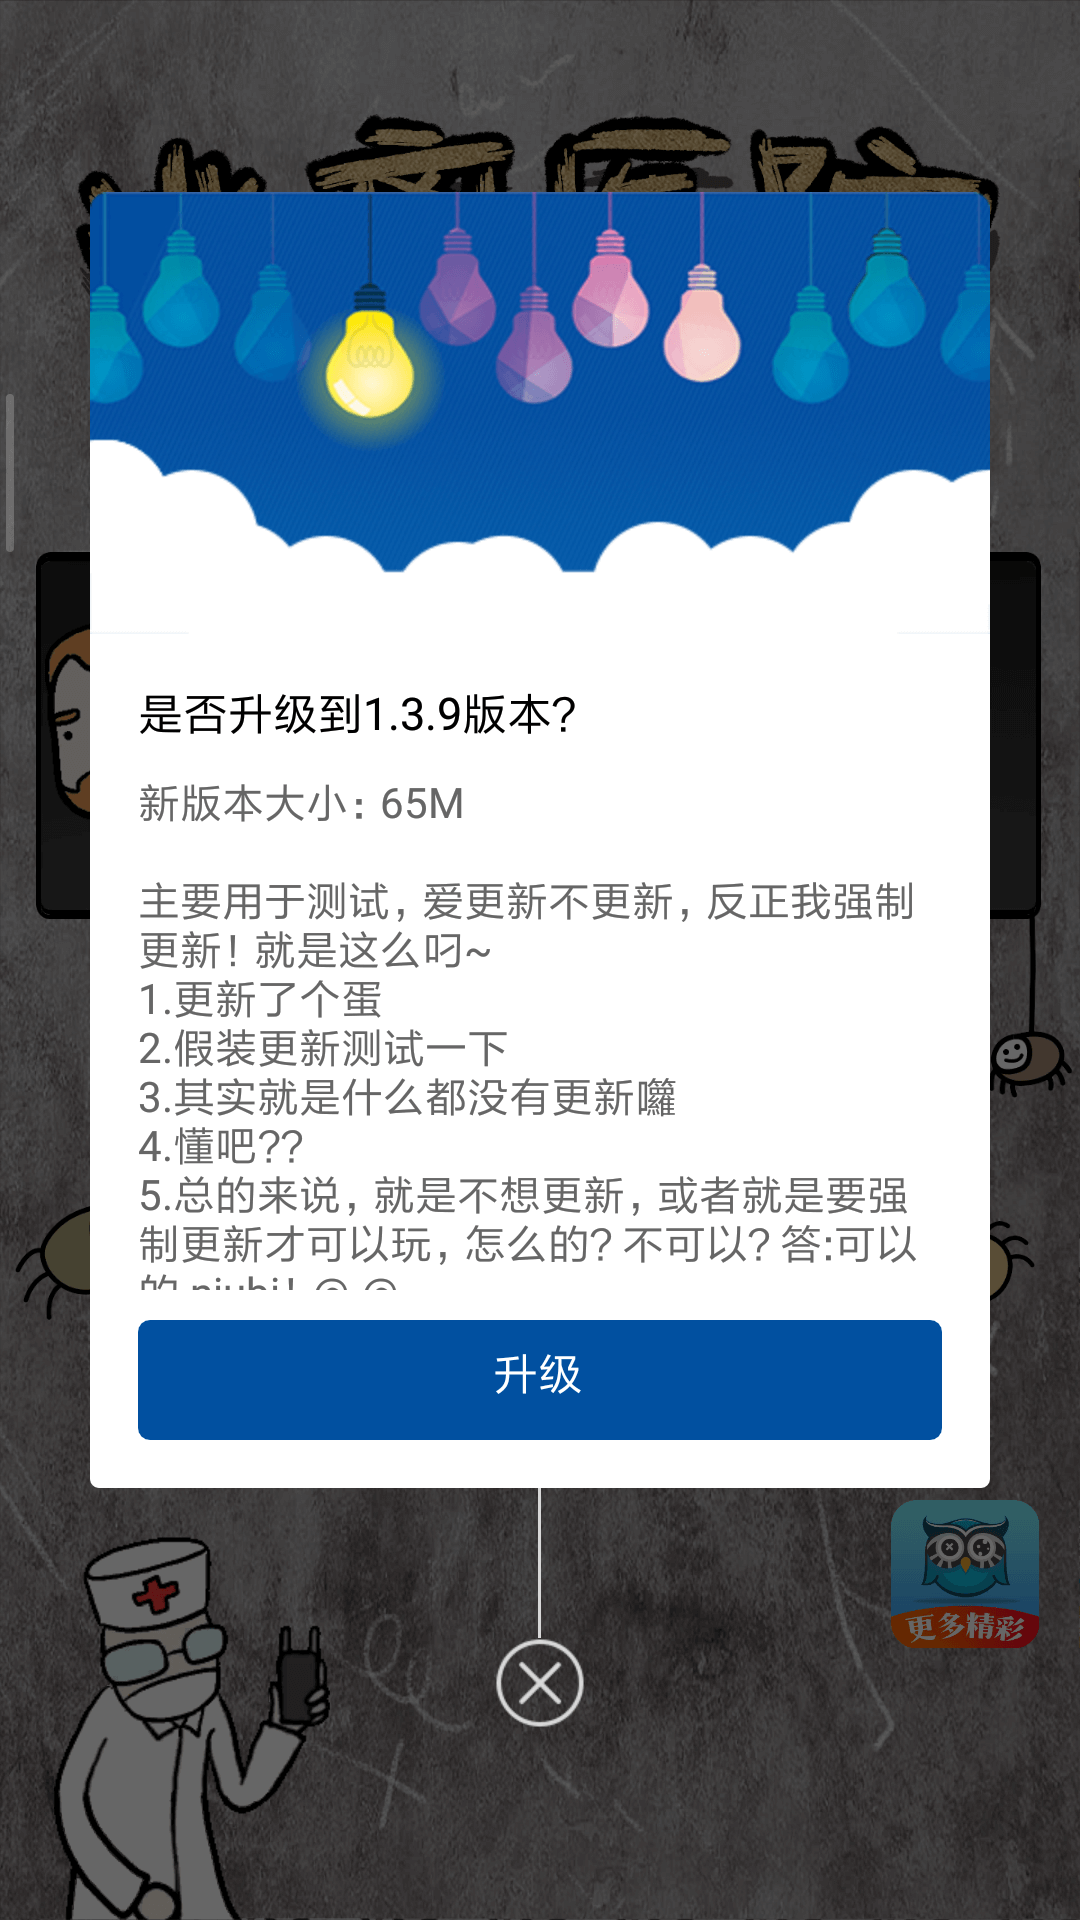 是否升级到1.3.9版本?
新版本大小：65M
主要用于测试，爱更新不更新，反正我强制
更新！就是这么叼~
1.更新了个蛋
2.假装更新测试一下
3.其实就是什么都没有更新囖
4.懂吧??
5.总的来说，就是不想更新，或者就是要强
制更新才可以玩，怎么的? 不可以? 答:可以
升级
更多精彩